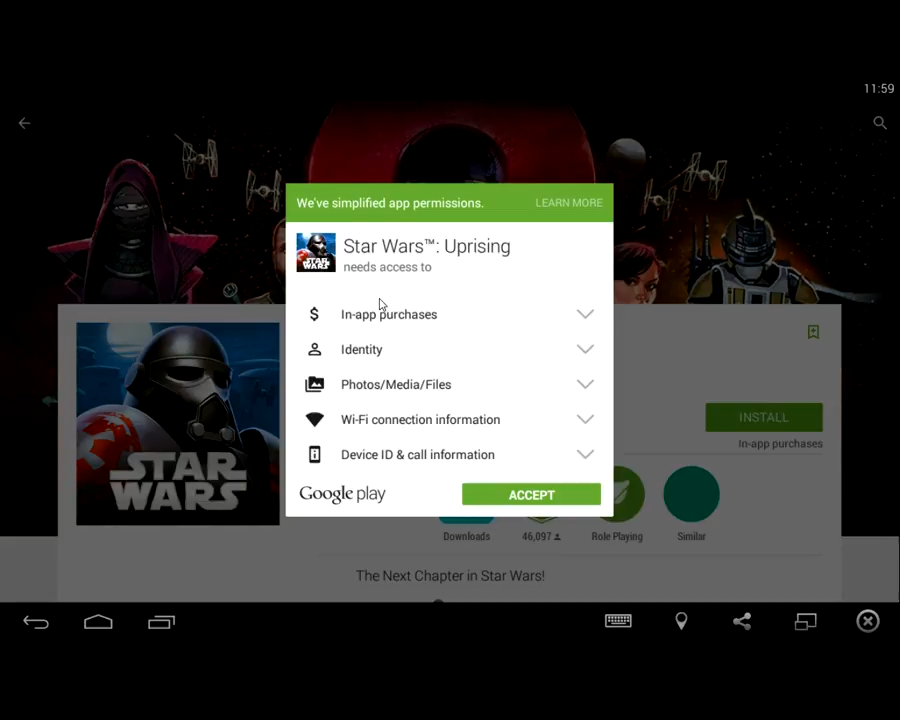 11:59
We've simplified app permissions. LEARN MORE
Star Wars™: Uprising
needs access to
In-app purchases
Identity
Photos/Media/Files
Wi-Fi connection information
Device ID & call information
Google play ACCEPT
STAR WARS
STAR
WARS
INSTALL
In-app purchases
Downloads 46,097 Role Playing Similar
The Next Chapter in Star Wars!